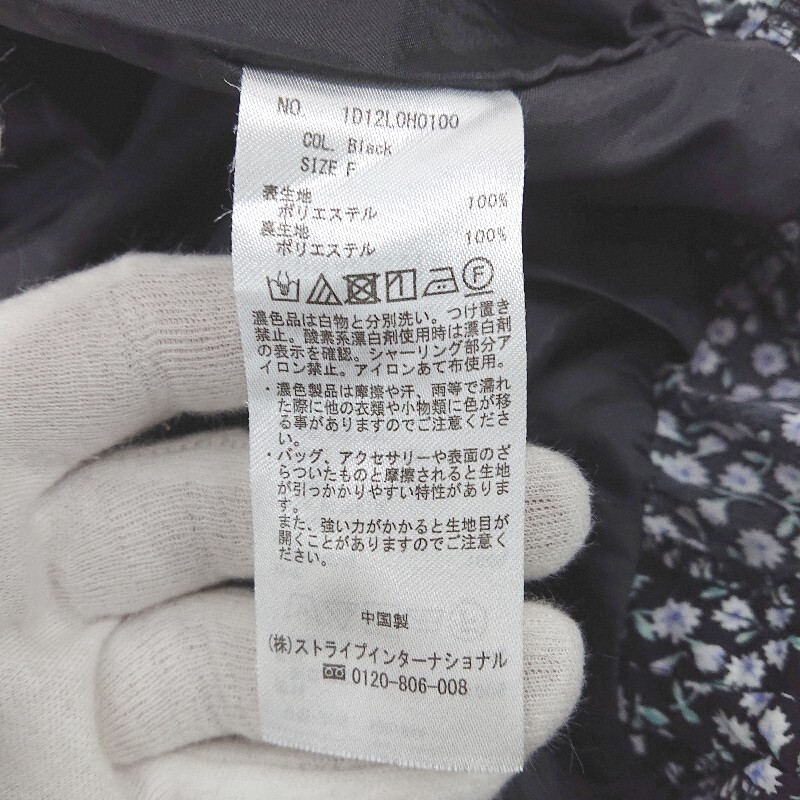 NO. 1D12L0H0100
COL. Black
SIZE F
表生地
ポリエステル 100%
裏生地
ポリエステル 100%
F
濃色品は白物と分別洗い。つけ置き
禁止。酸素系漂白剤使用時は漂白剤
の表示を確認。シャーリング部分ア
イロン禁止。アイロンあて布使用。
・濃色製品は摩擦や汗、雨等で濡れ
た際に他の衣類や小物類に色が移
る事がありますのでご注意くださ
い。
・バッグ、アクセサリーや表面のざ
らついたものと摩擦されると生地
が引っかかりやすい特性がありま
す。
また、強い力がかかると生地目が
開くことがありますのでご注意く
ださい。
中国製
(株)ストライプインターナショナル
0120-806-008